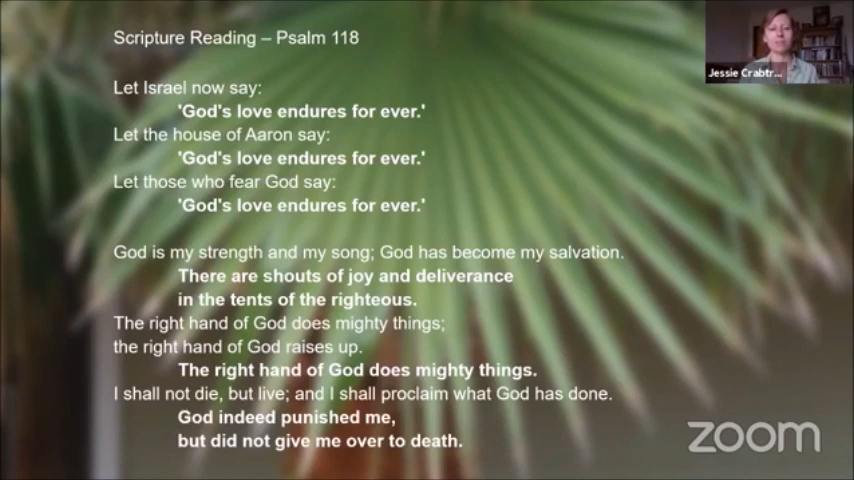 Scripture Reading – Psalm 118
Jessie Crabtr...
Let Israel now say:
'God's love endures for ever.'
Let the house of Aaron say:
'God's love endures for ever.'
Let those who fear God say:
'God's love endures for ever.'
God is my strength and my song; God has become my salvation.
There are shouts of joy and deliverance
in the tents of the righteous.
The right hand of God does mighty things;
the right hand of God raises up.
The right hand of God does mighty things.
I shall not die, but live; and I shall proclaim what God has done.
God indeed punished me,
but did not give me over to death.
zoom